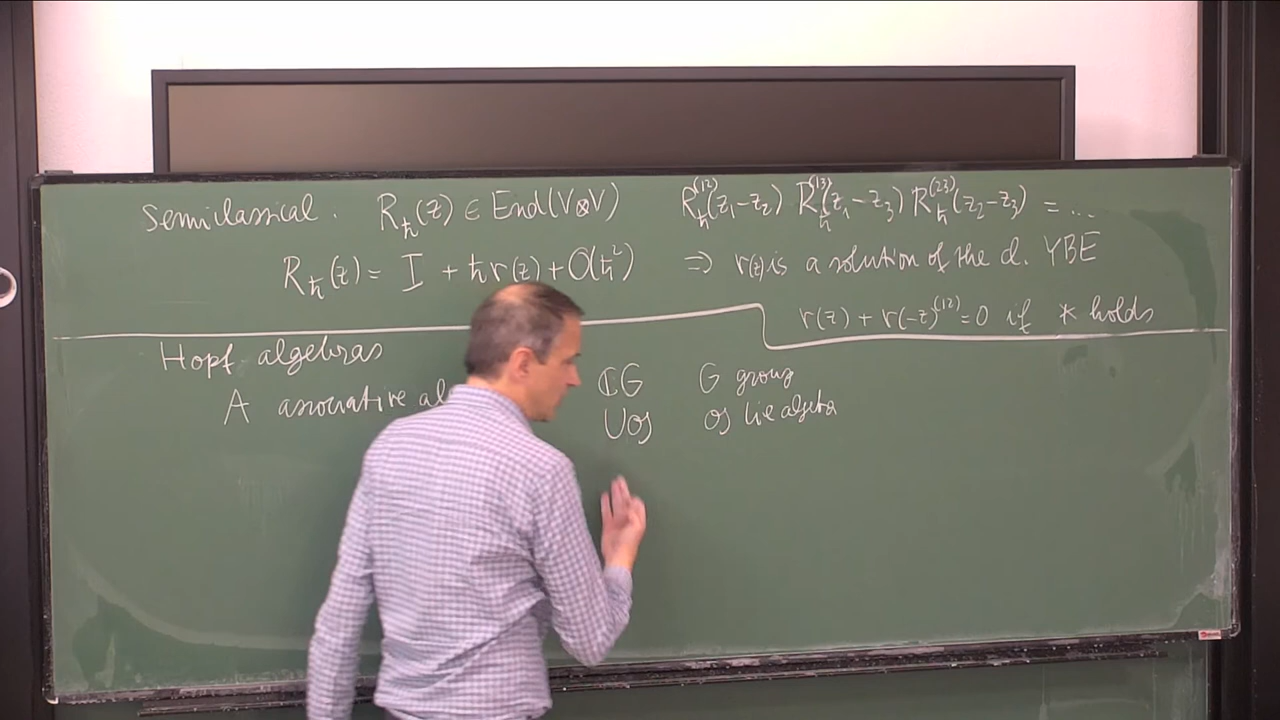 Semiclassical. R_ħ(z) ∈ End(V⊗V) R_ħ^(12)(z₁-z₂) R_ħ^(13)(z₁-z₃) R_ħ^(23)(z₂-z₃) = ...
R_ħ(z) = I + ħr(z) + O(ħ²) ⇒ r(z) is a solution of the cl. YBE
r(z) + r(-z)^(12) = 0 if * holds
Hopf algebras
A associative al ℂG G group
U𝔤 𝔤 Lie algebra